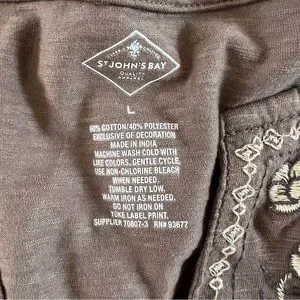 ST JOHN'S BAY
QUALITY
APPAREL
L
60% COTTON/40% POLYESTER
EXCLUSIVE OF DECORATION
MADE IN INDIA
MACHINE WASH COLD WITH
LIKE COLORS, GENTLE CYCLE.
USE NON-CHLORINE BLEACH
WHEN NEEDED.
TUMBLE DRY LOW.
WARM IRON AS NEEDED.
DO NOT IRON ON
YOKE LABEL PRINT.
SUPPLIER 70807-3 RN# 93677